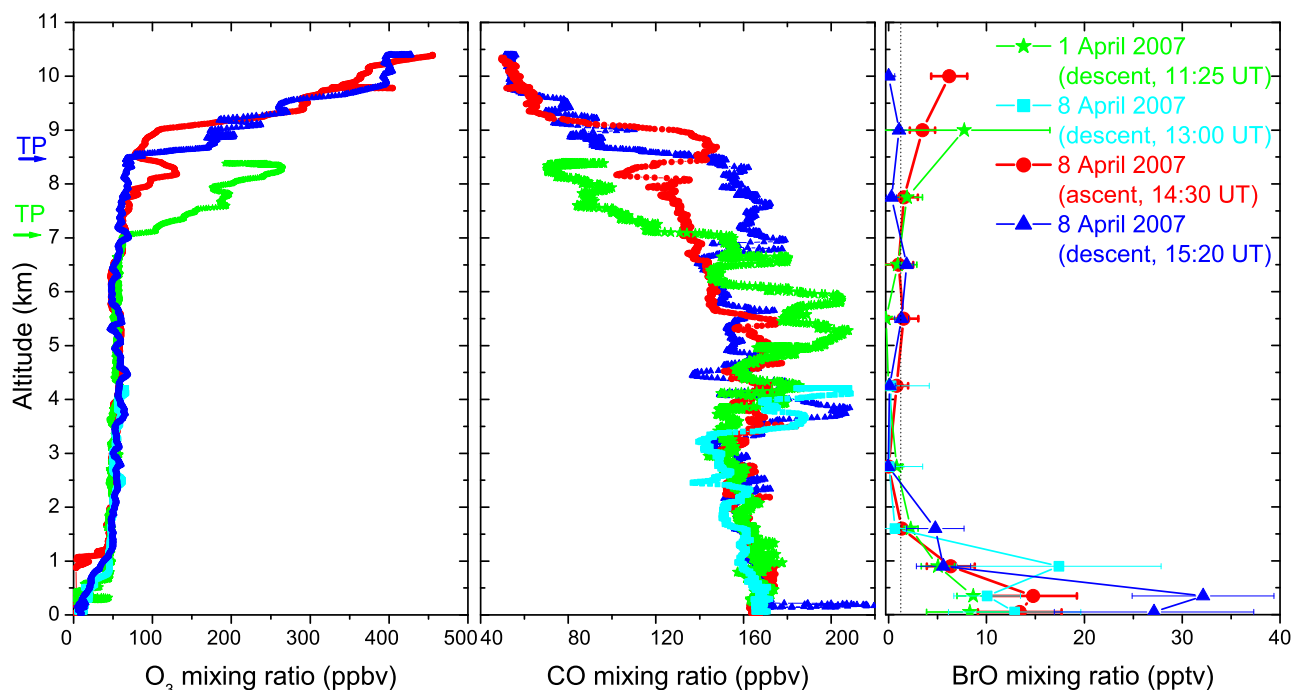 11
10
9
8
7
6
5
4
3
2
1
0
Altitude (km)
TP
TP
0 100 200 300 400 500
O₃ mixing ratio (ppbv)
40 80 120 160 200
CO mixing ratio (ppbv)
1 April 2007
(descent, 11:25 UT)
8 April 2007
(descent, 13:00 UT)
8 April 2007
(ascent, 14:30 UT)
8 April 2007
(descent, 15:20 UT)
0 10 20 30 40
BrO mixing ratio (pptv)